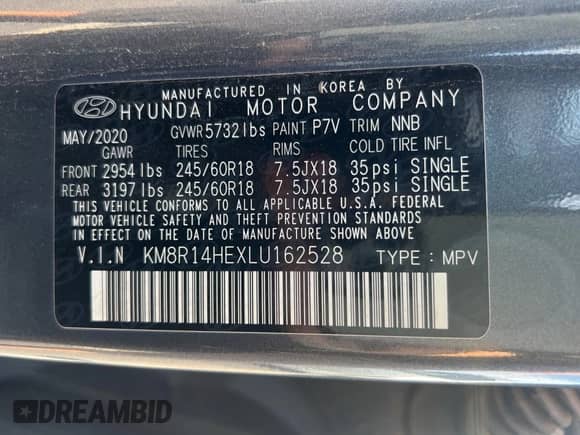 MANUFACTURED IN KOREA BY
HYUNDAI MOTOR COMPANY
MAY/2020 GVWR 5732lbs PAINT P7V TRIM NNB
GAWR TIRES RIMS COLD TIRE INFL
FRONT 2954 lbs 245/60R18 7.5JX18 35psi SINGLE
REAR 3197 lbs 245/60R18 7.5JX18 35psi SINGLE
THIS VEHICLE CONFORMS TO ALL APPLICABLE U.S.A. FEDERAL
MOTOR VEHICLE SAFETY AND THEFT PREVENTION STANDARDS
IN EFFECT ON THE DATE OF MANUFACTURE SHOWN ABOVE.
V.I.N KM8R14HEXLU162528 TYPE : MPV
DREAMBID